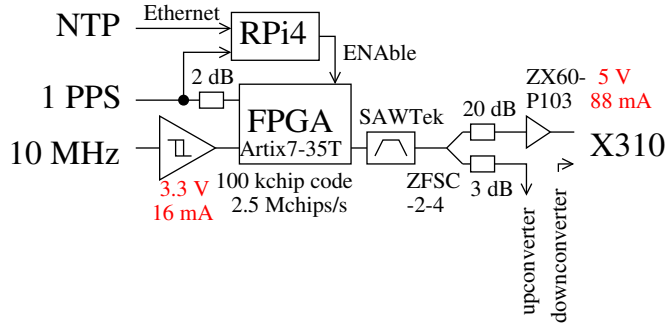 NTP
Ethernet
RPi4
ENAble
1 PPS
2 dB
FPGA
Artix7-35T
SAWTek
20 dB
ZX60-
P103
5 V
88 mA
X310
10 MHz
3.3 V
16 mA
100 kchip code
2.5 Mchips/s
ZFSC
-2-4
3 dB
upconverter
downconverter